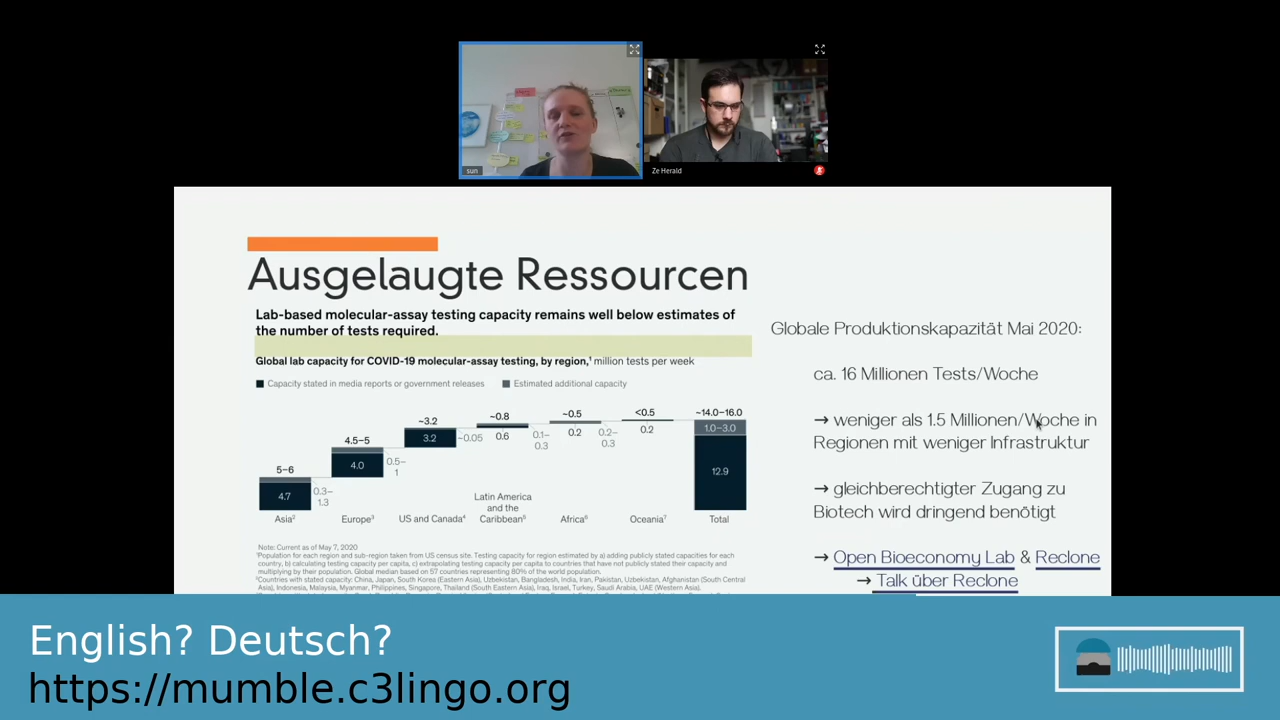 sun
Ze Herald
Ausgelaugte Ressourcen
Lab-based molecular-assay testing capacity remains well below estimates of
the number of tests required.
Global lab capacity for COVID-19 molecular-assay testing, by region,¹ million tests per week
Capacity stated in media reports or government releases
Estimated additional capacity
5–6
4.7
0.3–
1.3
Asia²
4.5–5
4.0
0.5–
1
Europe³
~3.2
3.2
~0.05
US and Canada⁴
~0.8
0.6
0.1–
0.3
Latin America
and the
Caribbean⁵
~0.5
0.2
0.2–
0.3
Africa⁶
<0.5
0.2
Oceania⁷
~14.0–16.0
1.0–3.0
12.9
Total
Note: Current as of May 7, 2020
¹Population for each region and sub-region taken from US census site. Testing capacity for region estimated by a) adding publicly stated capacities for each
country, b) calculating testing capacity per capita, c) extrapolating testing capacity per capita to countries that have not publicly stated their capacity and
multiplying by their population. Global median based on 57 countries representing 80% of the world population.
²Countries with stated capacity: China, Japan, South Korea (Eastern Asia), Uzbekistan, Bangladesh, India, Iran, Pakistan, Uzbekistan, Afghanistan (South Central
Asia), Indonesia, Malaysia, Myanmar, Philippines, Singapore, Thailand (South Eastern Asia), Iraq, Israel, Turkey, Saudi Arabia, UAE (Western Asia).
Globale Produktionskapazität Mai 2020:
ca. 16 Millionen Tests/Woche
→ weniger als 1.5 Millionen/Woche in
Regionen mit weniger Infrastruktur
→ gleichberechtigter Zugang zu
Biotech wird dringend benötigt
→ Open Bioeconomy Lab & Reclone
→ Talk über Reclone
English? Deutsch?
https://mumble.c3lingo.org